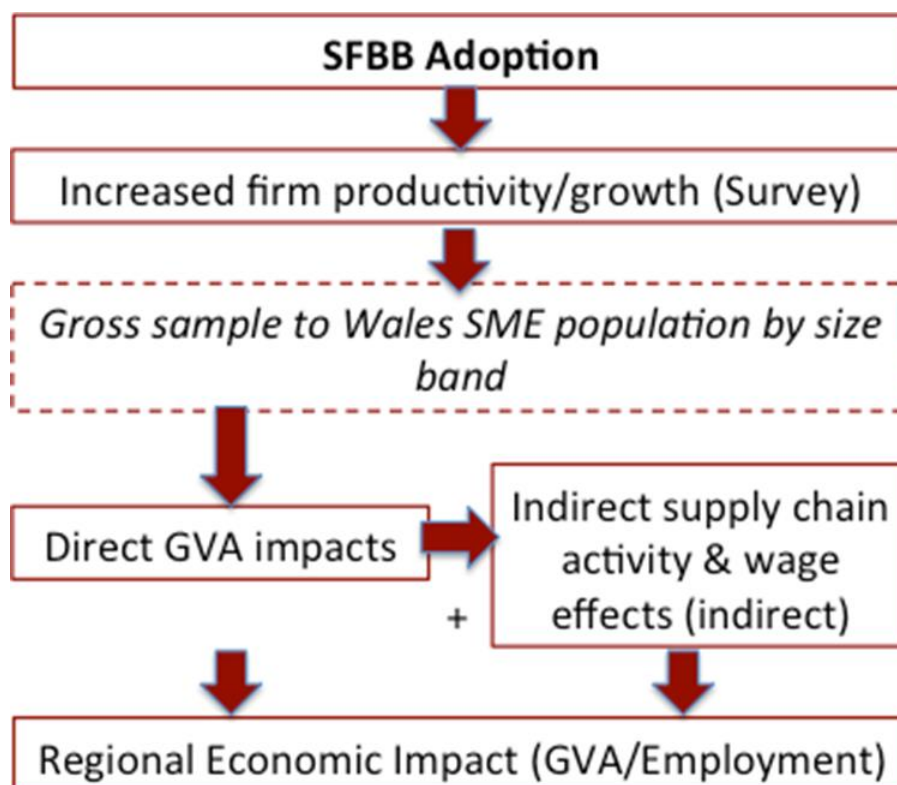 SFBB Adoption
Increased firm productivity/growth (Survey)
Gross sample to Wales SME population by size
band
Direct GVA impacts
+
Indirect supply chain
activity & wage
effects (indirect)
Regional Economic Impact (GVA/Employment)